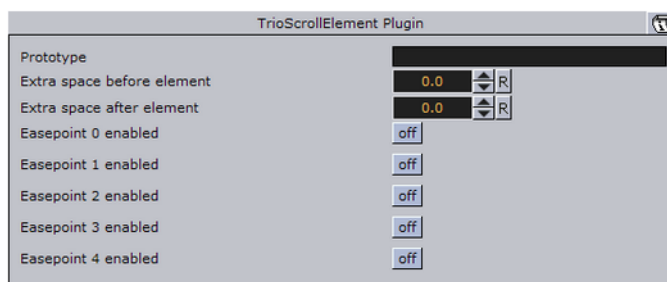 TrioScrollElement Plugin
Prototype
Extra space before element 0.0 R
Extra space after element 0.0 R
Easepoint 0 enabled off
Easepoint 1 enabled off
Easepoint 2 enabled off
Easepoint 3 enabled off
Easepoint 4 enabled off